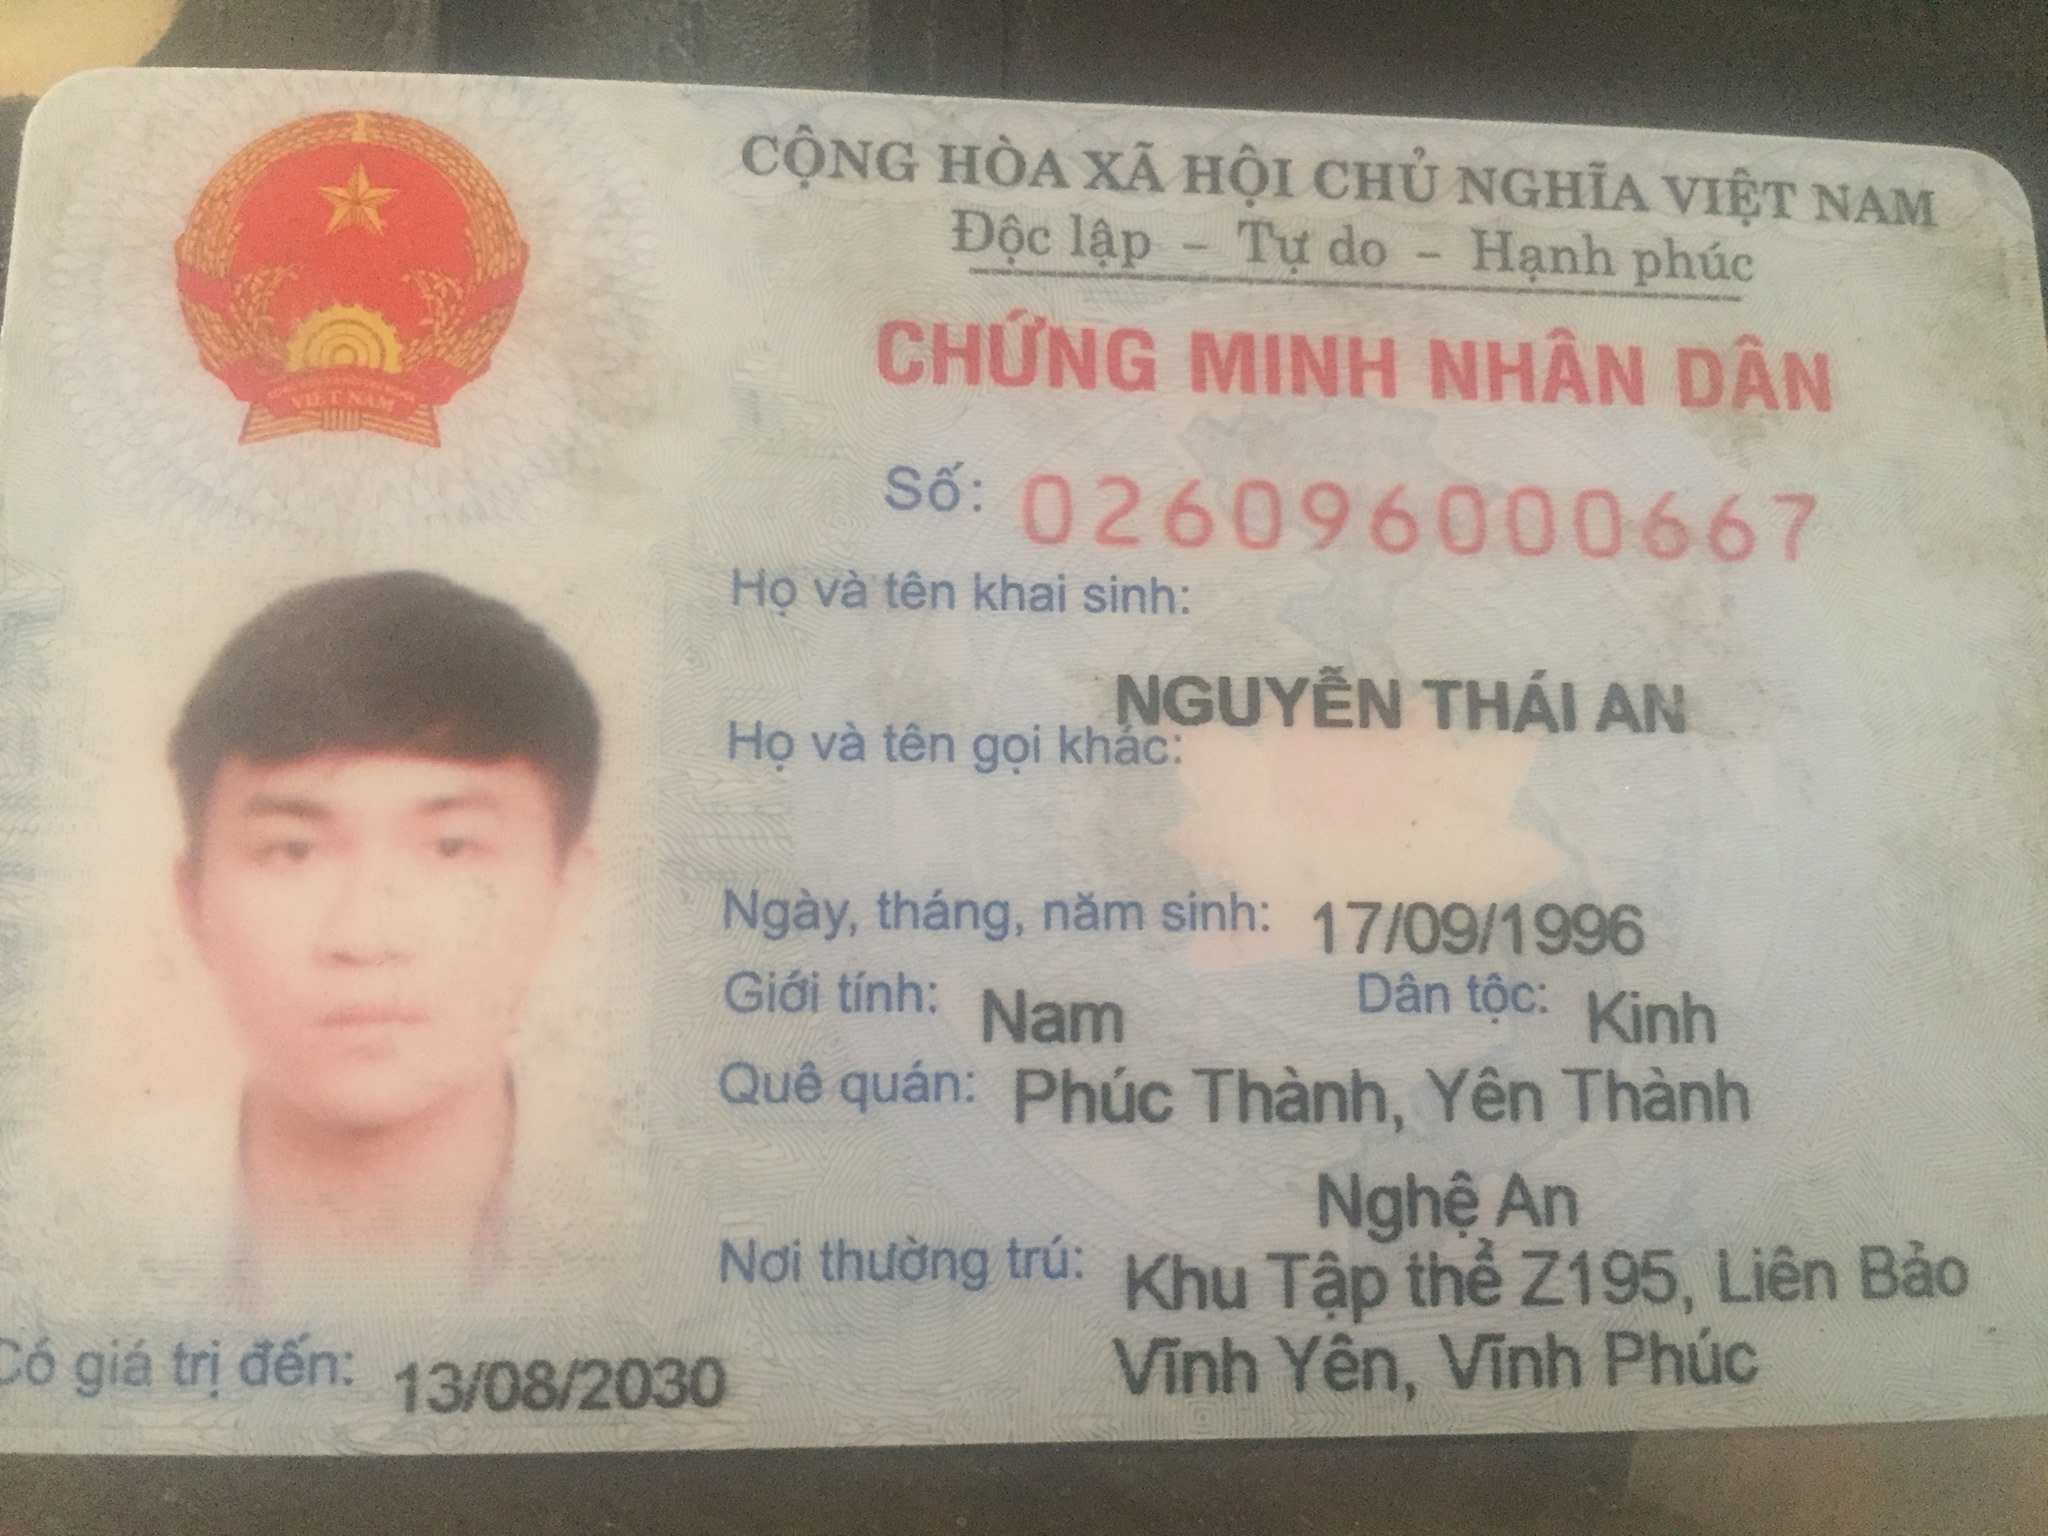 CỘNG HÒA XÃ HỘI CHỦ NGHĨA VIỆT NAM
Độc lập - Tự do - Hạnh phúc
CHỨNG MINH NHÂN DÂN
Số: 026096000667
Họ và tên khai sinh:
NGUYỄN THÁI AN
Họ và tên gọi khác:
Ngày, tháng, năm sinh: 17/09/1996
Giới tính: Nam Dân tộc: Kinh
Quê quán: Phúc Thành, Yên Thành
Nghệ An
Nơi thường trú: Khu Tập thể Z195, Liên Bảo
Vĩnh Yên, Vĩnh Phúc
Có giá trị đến: 13/08/2030
VIỆT NAM